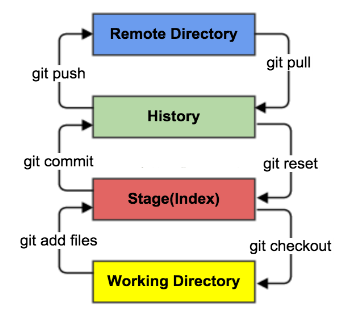 Remote Directory
git push
git pull
History
git commit
git reset
Stage(Index)
git add files
git checkout
Working Directory